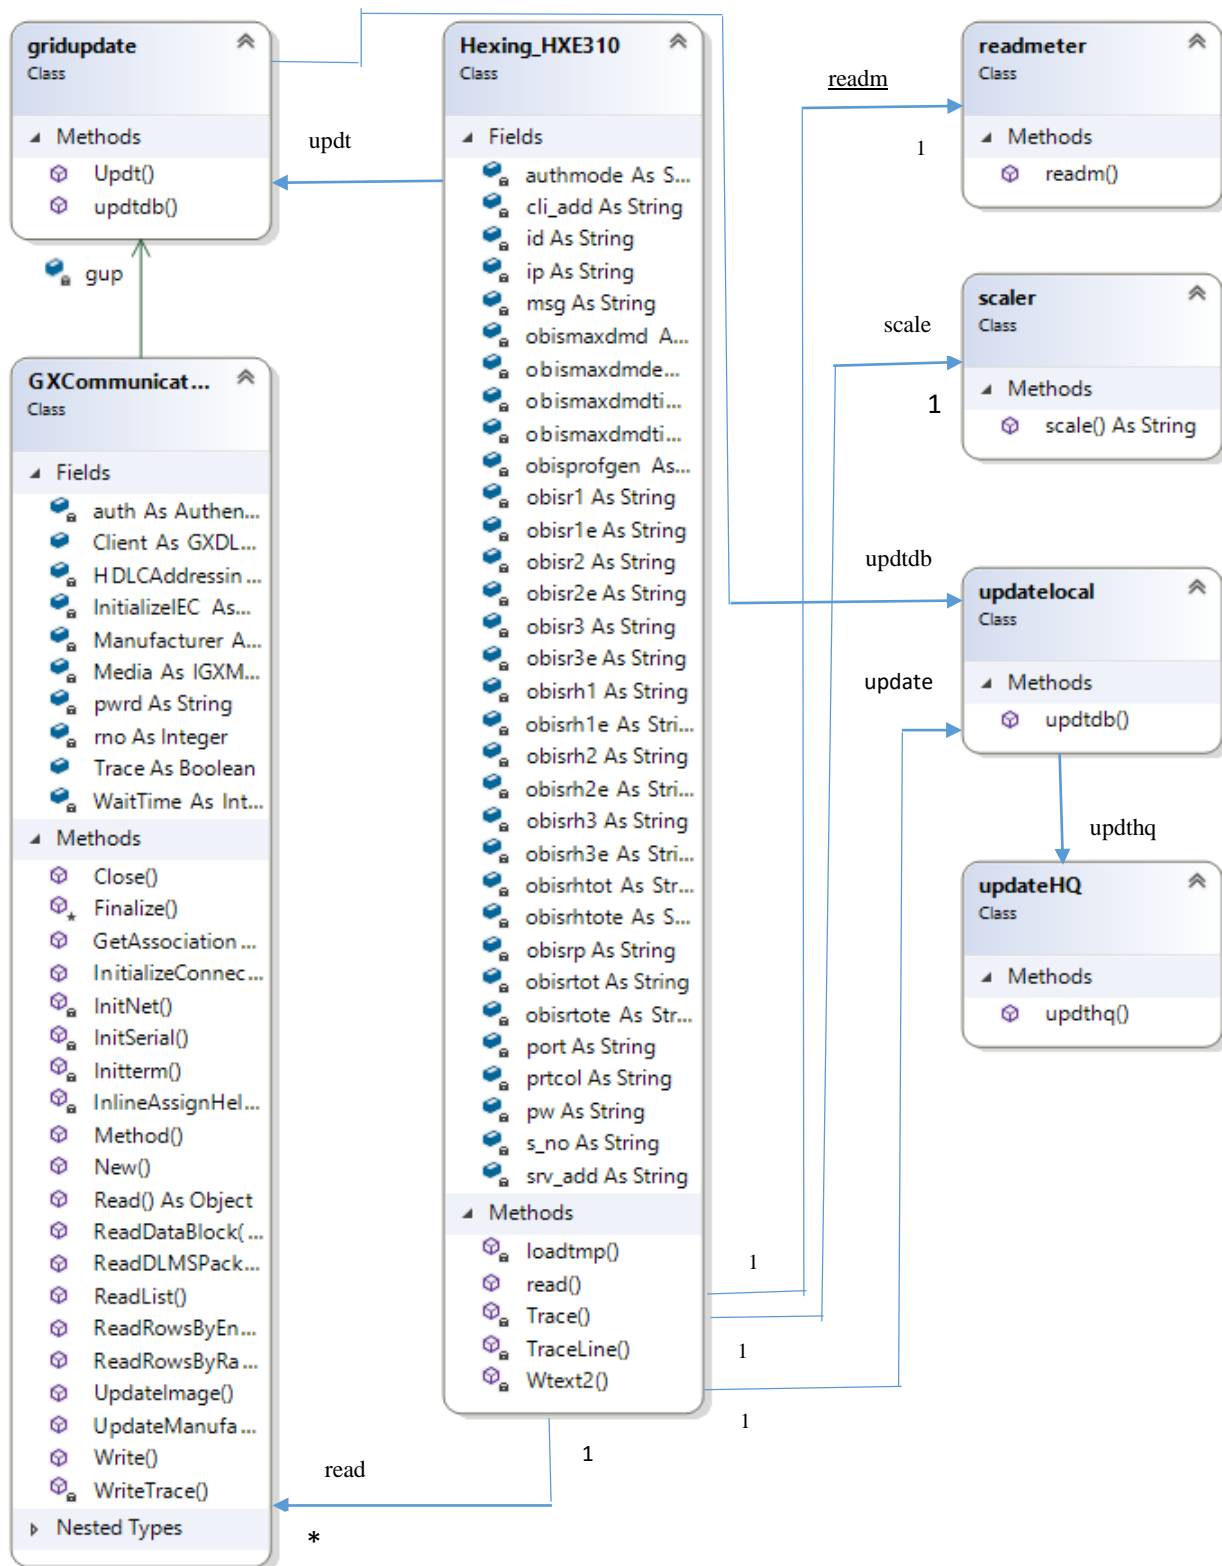 gridupdate
Class
Methods
Updt()
updtdb()
gup
GXCommunicat...
Class
Fields
auth As Authen...
Client As GXDL...
HDLCAddressin...
InitializeIEC As...
Manufacturer A...
Media As IGXM...
pwrd As String
rno As Integer
Trace As Boolean
WaitTime As Int...
Methods
Close()
Finalize()
GetAssociation...
InitializeConnec...
InitNet()
InitSerial()
Initterm()
InlineAssignHel...
Method()
New()
Read() As Object
ReadDataBlock(...
ReadDLMSPack...
ReadList()
ReadRowsByEn...
ReadRowsByRa...
UpdateImage()
UpdateManufa...
Write()
WriteTrace()
Nested Types
updt
Hexing_HXE310
Class
Fields
authmode As S...
cli_add As String
id As String
ip As String
msg As String
obismaxdmd A...
obismaxdmde...
obismaxdmdti...
obismaxdmdti...
obisprofgen As...
obisr1 As String
obisr1e As String
obisr2 As String
obisr2e As String
obisr3 As String
obisr3e As String
obisrh1 As String
obisrh1e As Stri...
obisrh2 As String
obisrh2e As Stri...
obisrh3 As String
obisrh3e As Stri...
obisrhtot As Str...
obisrhtote As S...
obisrp As String
obisrtot As String
obisrtote As Str...
port As String
prtcol As String
pw As String
s_no As String
srv_add As String
Methods
loadtmp()
read()
Trace()
TraceLine()
Wtext2()
1
1
1
1
read
*
readm
1
readmeter
Class
Methods
readm()
scale
1
scaler
Class
Methods
scale() As String
updtdb
update
updatelocal
Class
Methods
updtdb()
updthq
updateHQ
Class
Methods
updthq()